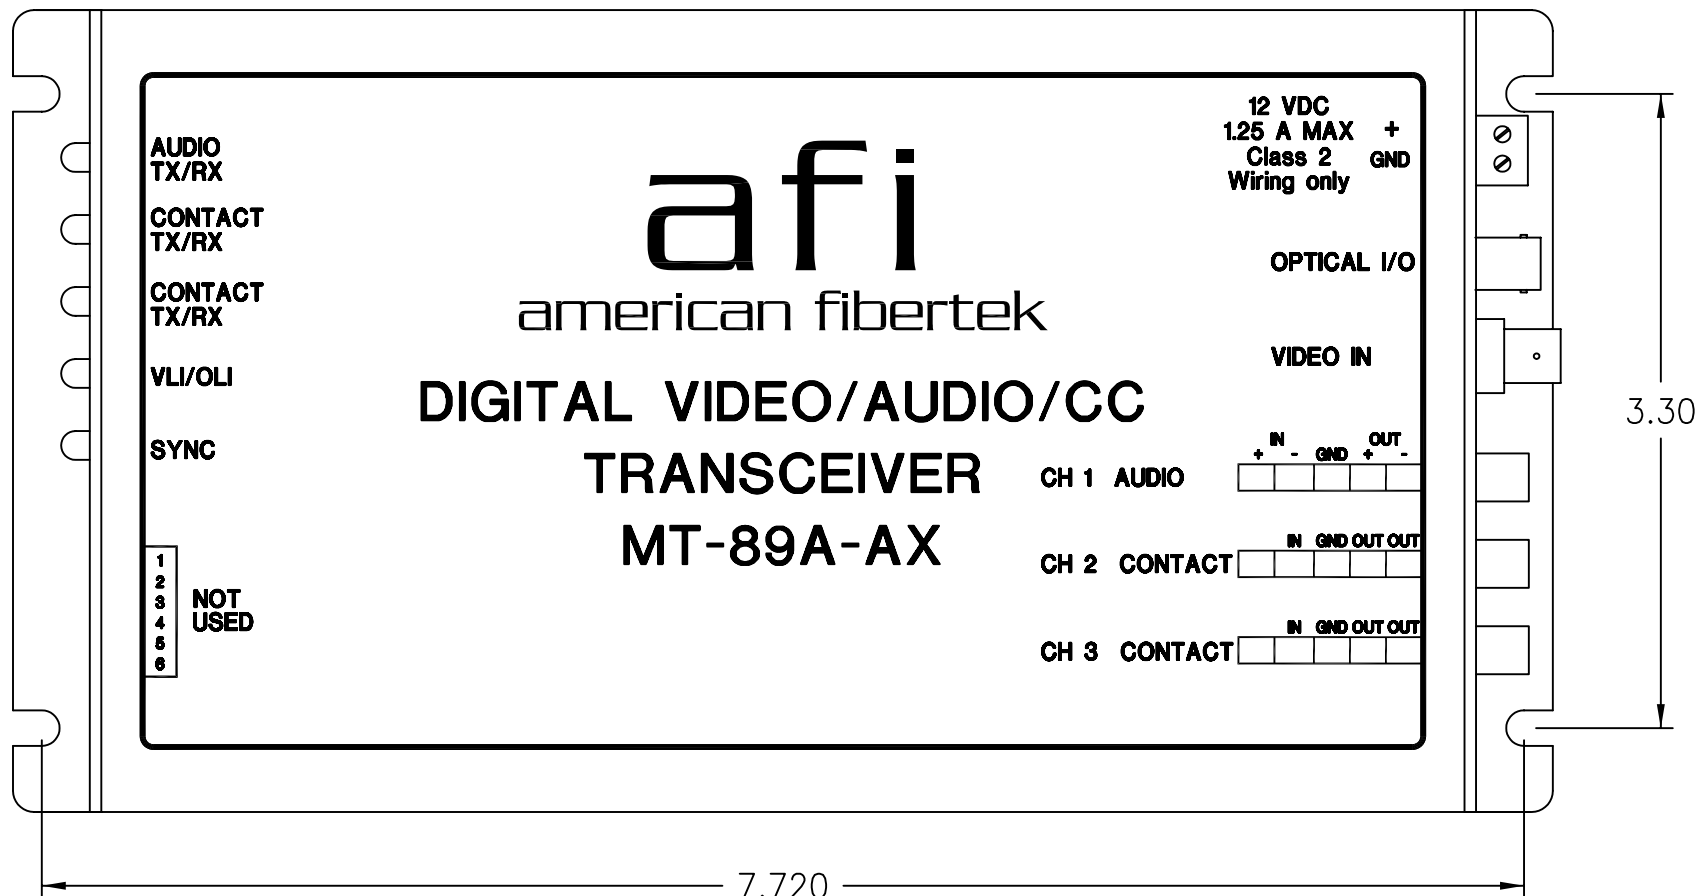 AUDIO
TX/RX
CONTACT
TX/RX
CONTACT
TX/RX
VLI/OLI
SYNC
1
2
3
4
5
6
NOT
USED
afi
american fibertek
DIGITAL VIDEO/AUDIO/CC
TRANSCEIVER
MT-89A-AX
12 VDC
1.25 A MAX +
Class 2 GND
Wiring only
OPTICAL I/O
VIDEO IN
IN OUT
+ - GND + -
CH 1 AUDIO
IN GND OUT OUT
CH 2 CONTACT
IN GND OUT OUT
CH 3 CONTACT
3.30
7.720